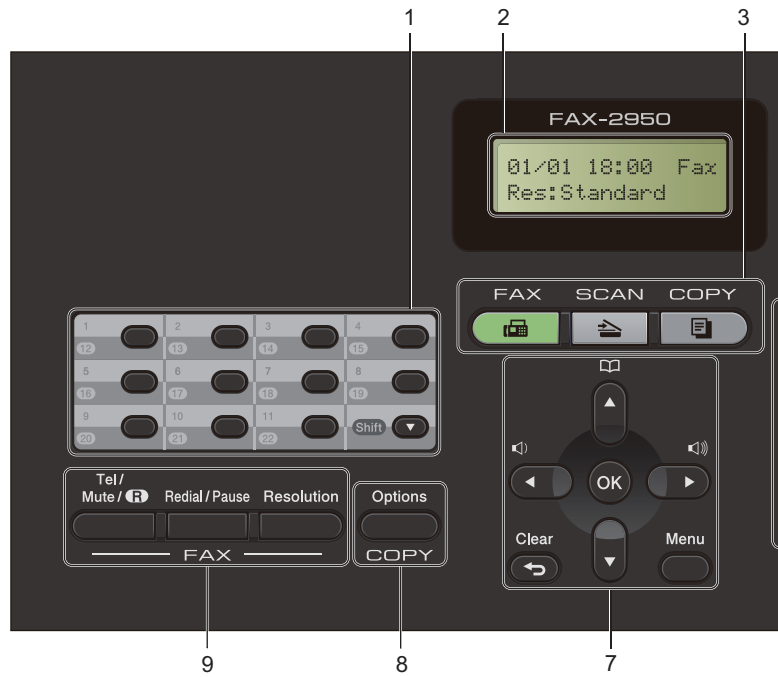 1 2 3
FAX-2950
01/01 18:00 Fax
Res:Standard
FAX SCAN COPY
1 2 3 4
12 13 14 15
5 6 7 8
16 17 18 19
9 10 11 Shift
20 21 22
Tel /
Mute / R Redial / Pause Resolution
FAX
Options
COPY
OK
Clear Menu
9 8 7